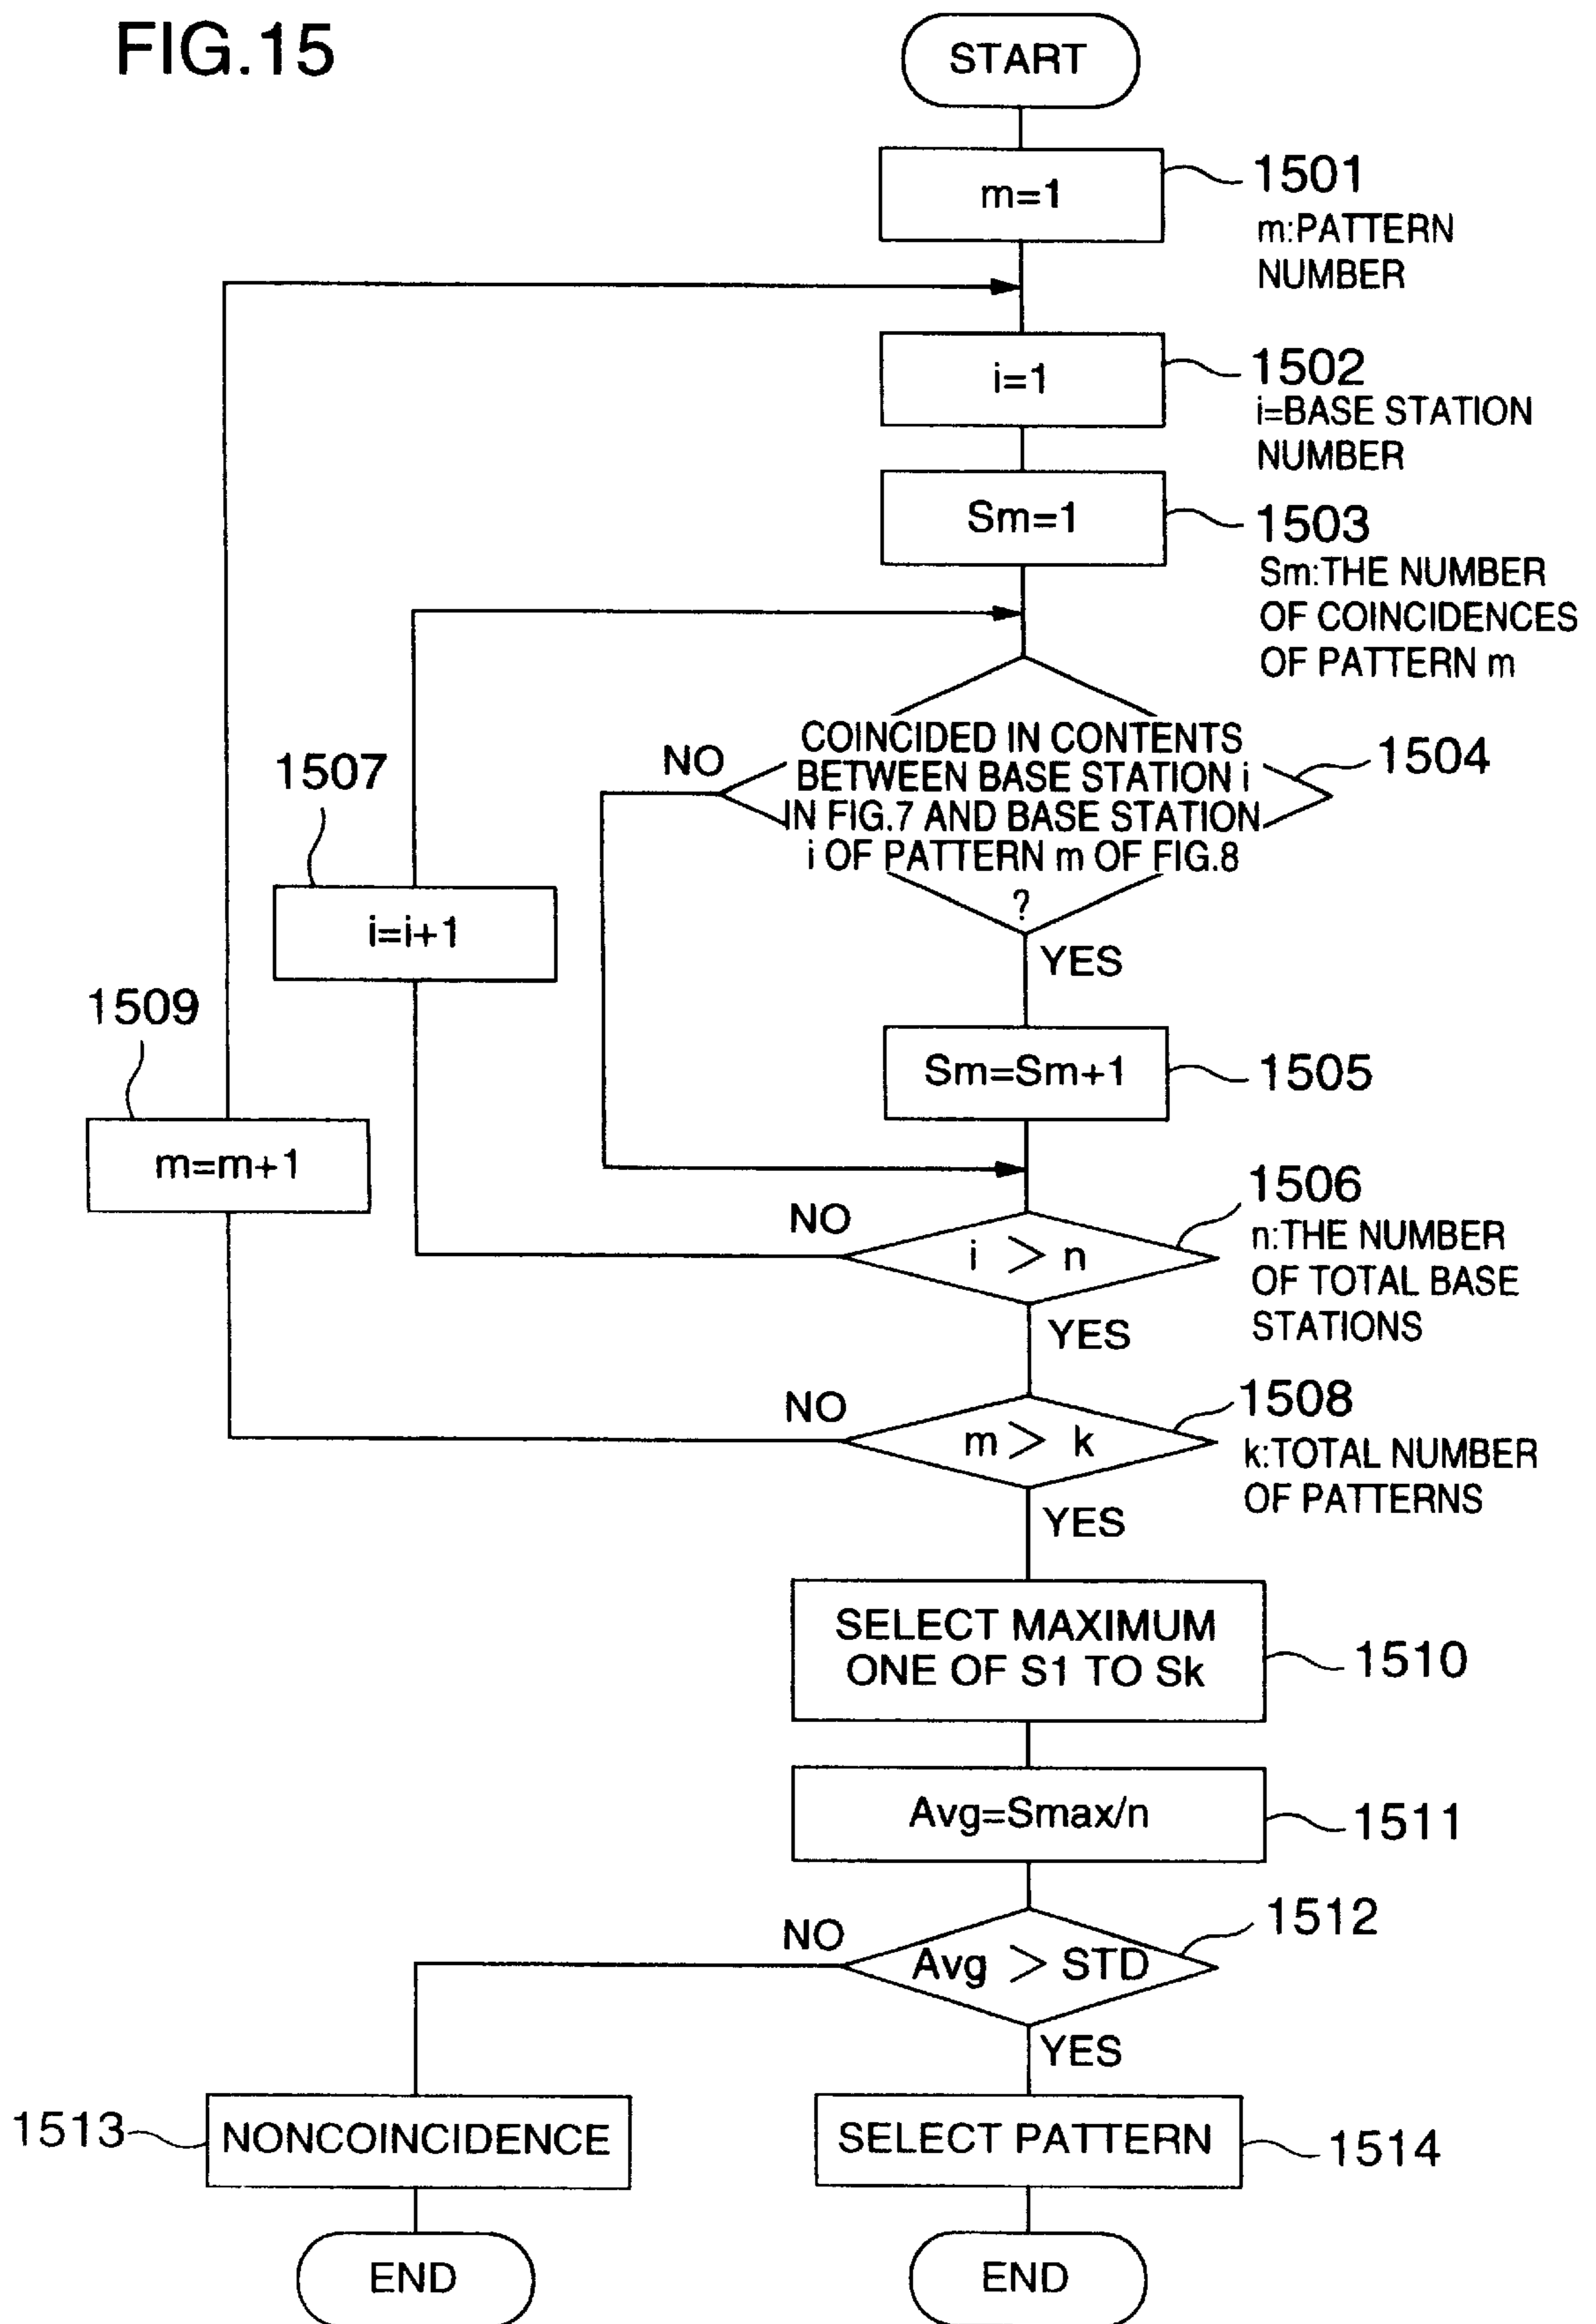 FIG.15
START
m=1
1501
m:PATTERN
NUMBER
i=1
1502
i=BASE STATION
NUMBER
Sm=1
1503
Sm:THE NUMBER
OF COINCIDENCES
OF PATTERN m
COINCIDED IN CONTENTS
BETWEEN BASE STATION i
IN FIG.7 AND BASE STATION
i OF PATTERN m OF FIG.8
?
1504
NO
YES
1507
i=i+1
1509
m=m+1
Sm=Sm+1
1505
NO
i > n
1506
n:THE NUMBER
OF TOTAL BASE
STATIONS
YES
NO
m > k
1508
k:TOTAL NUMBER
OF PATTERNS
YES
SELECT MAXIMUM
ONE OF S1 TO Sk
1510
Avg=Smax/n
1511
NO
Avg > STD
1512
YES
1513
NONCOINCIDENCE
SELECT PATTERN
1514
END
END